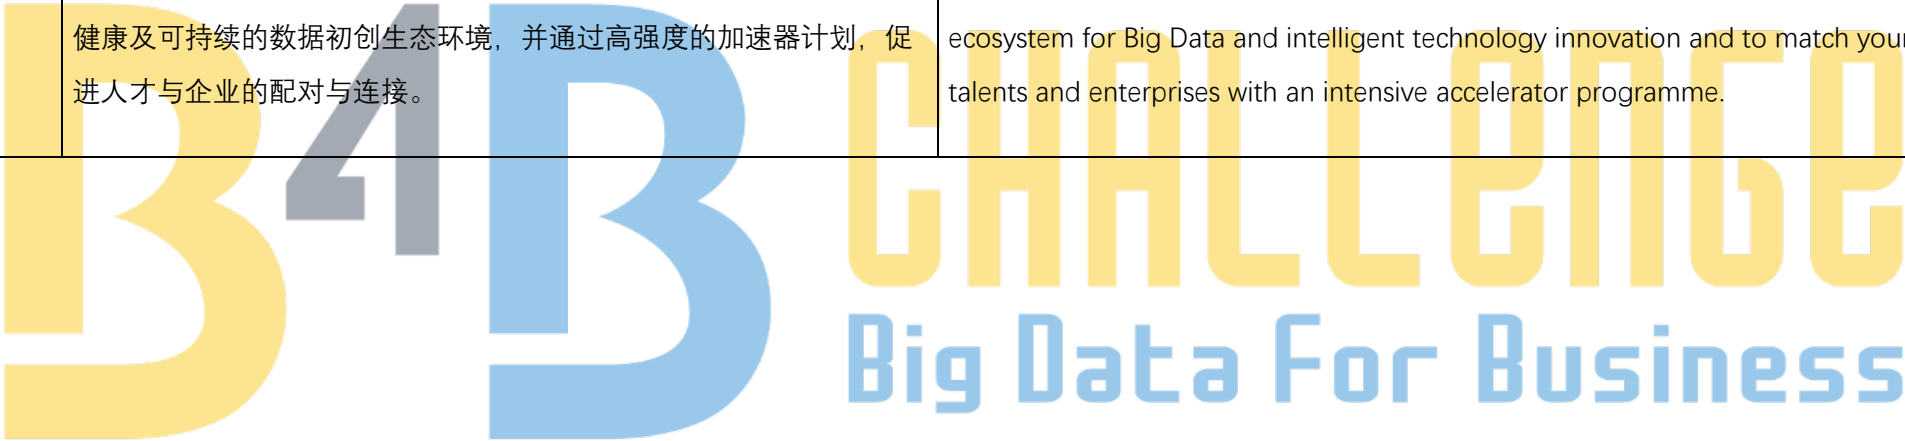 健康及可持续的数据初创生态环境，并通过高强度的加速器计划，促
进人才与企业的配对与连接。
ecosystem for Big Data and intelligent technology innovation and to match your
talents and enterprises with an intensive accelerator programme.
B4B
CHALLENGE
Big Data For Business